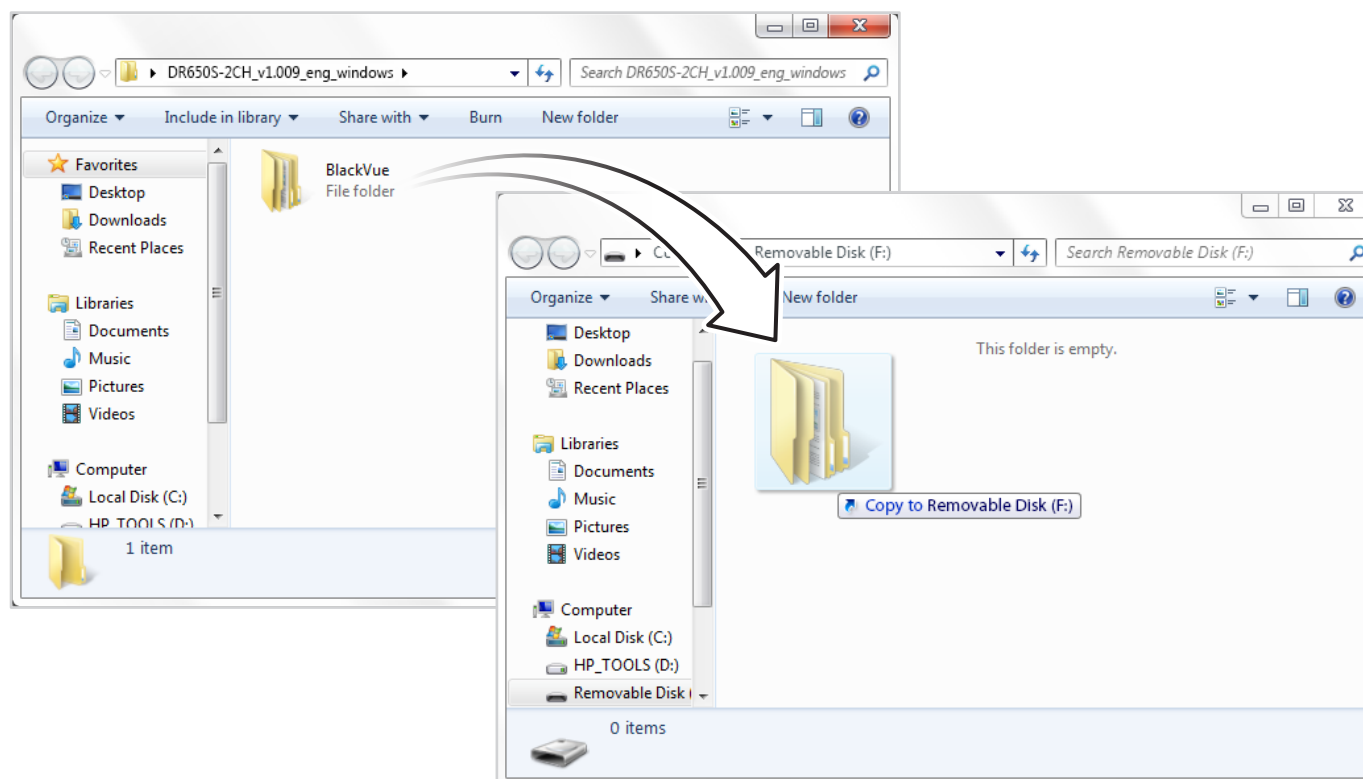 DR650S-2CH_v1.009_eng_windows
Search DR650S-2CH_v1.009_eng_windows
Organize Include in library Share with Burn New folder
Favorites
Desktop
Downloads
Recent Places
Libraries
Documents
Music
Pictures
Videos
Computer
Local Disk (C:)
HP_TOOLS (D:)
BlackVue
File folder
1 item
Removable Disk (F:)
Search Removable Disk (F:)
Organize Share New folder
Desktop
Downloads
Recent Places
Libraries
Documents
Music
Pictures
Videos
Computer
Local Disk (C:)
HP_TOOLS (D:)
Removable Disk (
This folder is empty.
Copy to Removable Disk (F:)
0 items